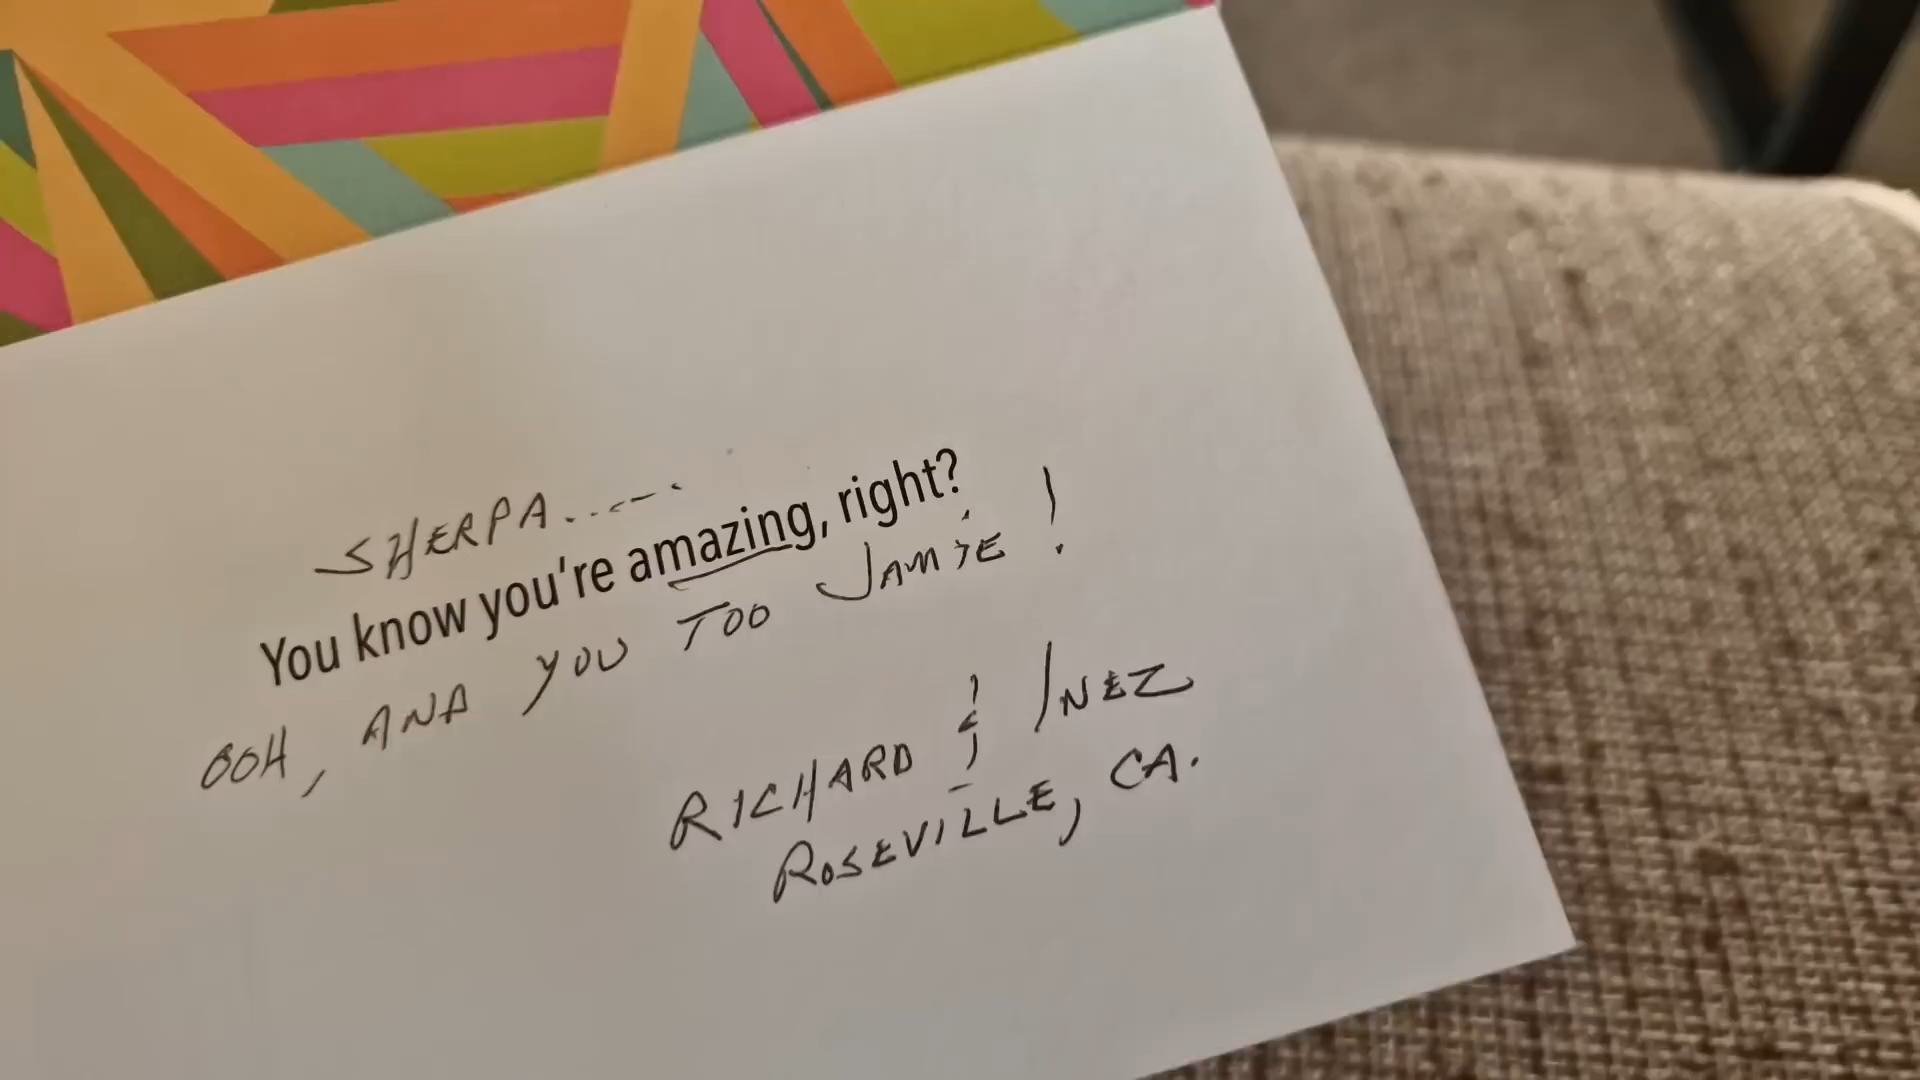 SHERPA......
You know you're amazing, right?
OOH, AND YOU TOO JAMIE!
RICHARD & INEZ
ROSEVILLE, CA.